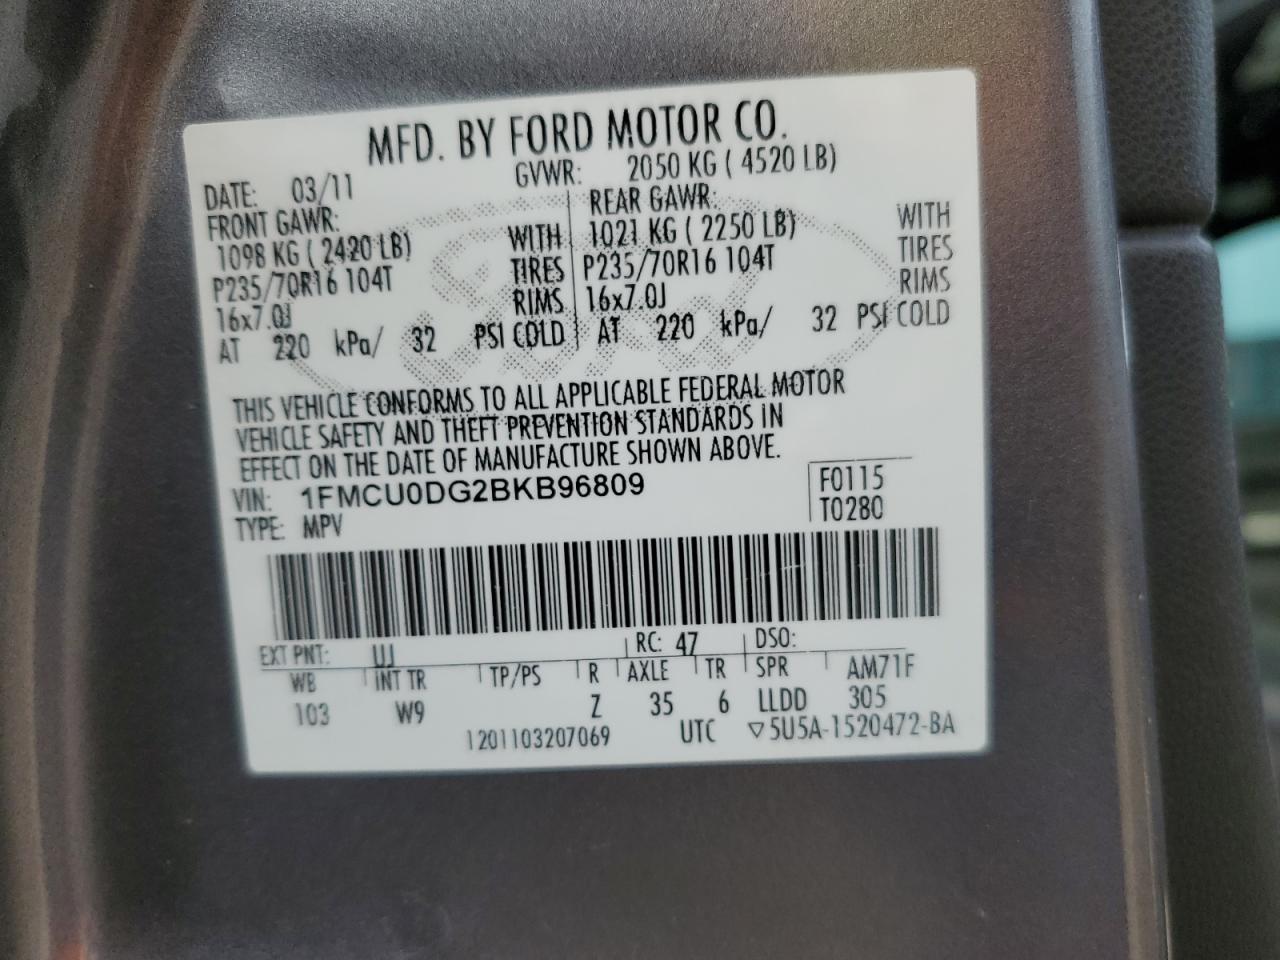 MFD. BY FORD MOTOR CO.
DATE: 03/11 GVWR: 2050 KG ( 4520 LB)
FRONT GAWR: REAR GAWR:
1098 KG ( 2420 LB) WITH 1021 KG ( 2250 LB) WITH
P235/70R16 104T TIRES P235/70R16 104T TIRES
16x7.0J RIMS 16x7.0J RIMS
AT 220 kPa/ 32 PSI COLD AT 220 kPa/ 32 PSI COLD
THIS VEHICLE CONFORMS TO ALL APPLICABLE FEDERAL MOTOR
VEHICLE SAFETY AND THEFT PREVENTION STANDARDS IN
EFFECT ON THE DATE OF MANUFACTURE SHOWN ABOVE.
VIN: 1FMCU0DG2BKB96809 F0115
TYPE: MPV T0280
EXT PNT: UJ RC: 47 DSO:
WB INT TR TP/PS R AXLE TR SPR AM71F
103 W9 Z 35 6 LLDD 305
1201103207069 UTC ▽5U5A-1520472-BA